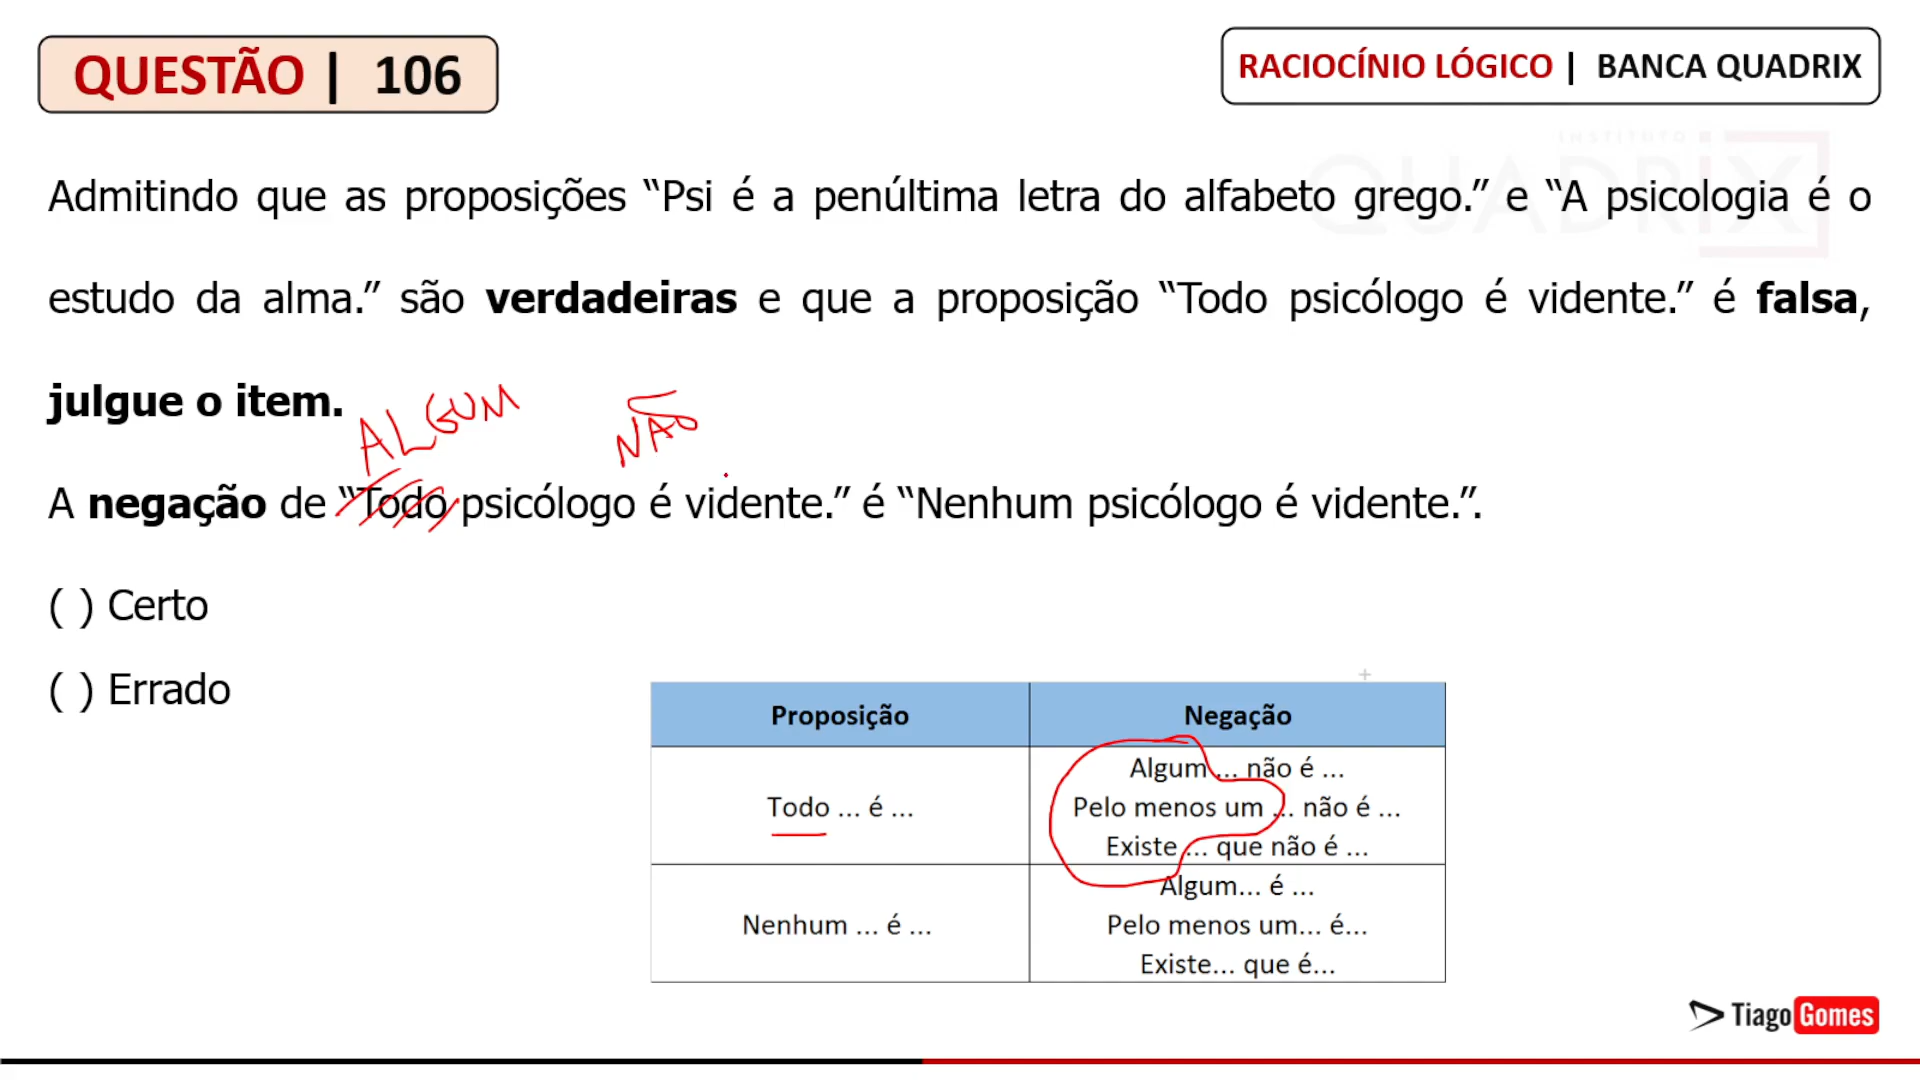 QUESTÃO | 106
RACIOCÍNIO LÓGICO | BANCA QUADRIX
INSTITUTO
QUADRIX
Admitindo que as proposições “Psi é a penúltima letra do alfabeto grego.” e “A psicologia é o
estudo da alma.” são verdadeiras e que a proposição “Todo psicólogo é vidente.” é falsa,
julgue o item.
ALGUM NÃO
A negação de “Todo psicólogo é vidente.” é “Nenhum psicólogo é vidente.”.
( ) Certo
( ) Errado
Proposição Negação
Todo ... é ...
Algum ... não é ...
Pelo menos um ... não é ...
Existe ... que não é ...
Nenhum ... é ...
Algum... é ...
Pelo menos um... é...
Existe... que é...
Tiago Gomes